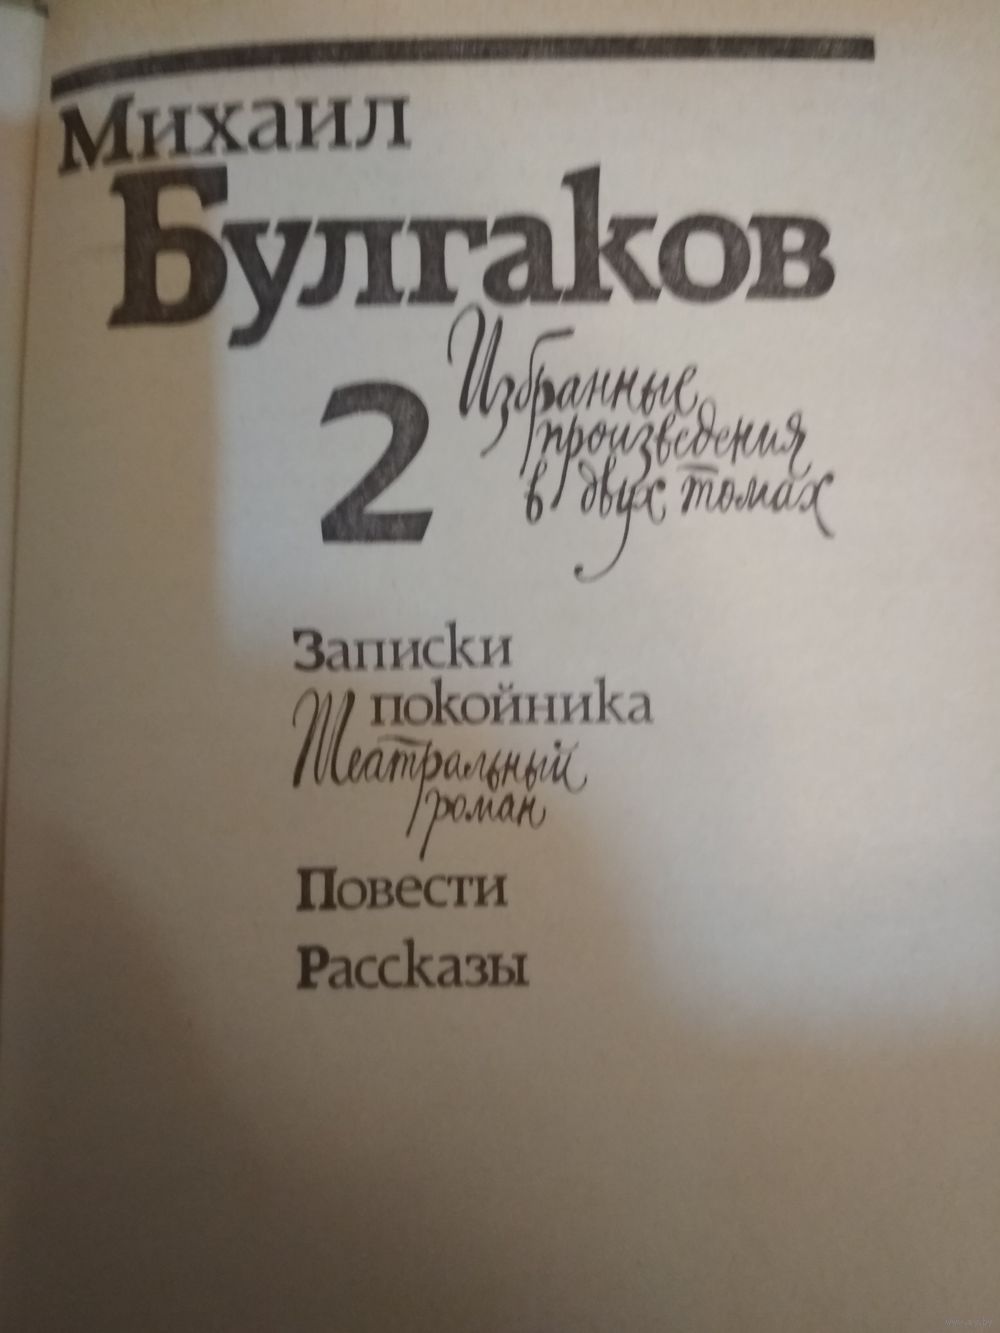 Михаил
Булгаков
2
Избранные
произведения
в двух томах
Записки
покойника
Театральный
роман
Повести
Рассказы